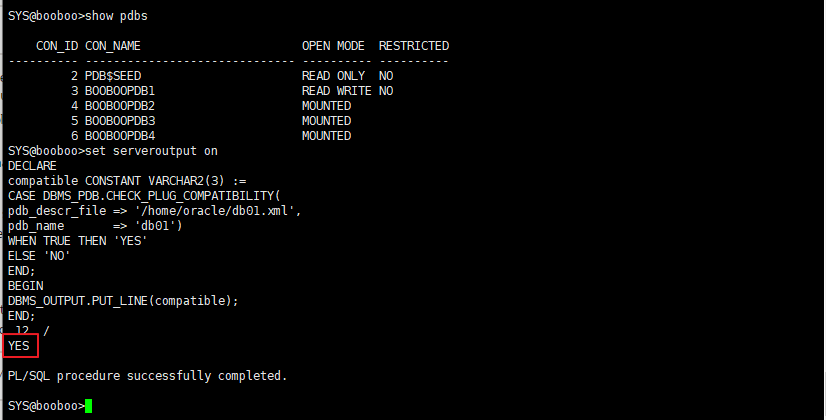 SYS@booboo>show pdbs
    CON_ID CON_NAME                       OPEN MODE  RESTRICTED
---------- ------------------------------ ---------- ----------
         2 PDB$SEED                       READ ONLY  NO
         3 BOOBOOPDB1                     READ WRITE NO
         4 BOOBOOPDB2                     MOUNTED
         5 BOOBOOPDB3                     MOUNTED
         6 BOOBOOPDB4                     MOUNTED
SYS@booboo>set serveroutput on
DECLARE
compatible CONSTANT VARCHAR2(3) :=
CASE DBMS_PDB.CHECK_PLUG_COMPATIBILITY(
pdb_descr_file => '/home/oracle/db01.xml',
pdb_name       => 'db01')
WHEN TRUE THEN 'YES'
ELSE 'NO'
END;
BEGIN
DBMS_OUTPUT.PUT_LINE(compatible);
END;
 12  /
YES
PL/SQL procedure successfully completed.
SYS@booboo>